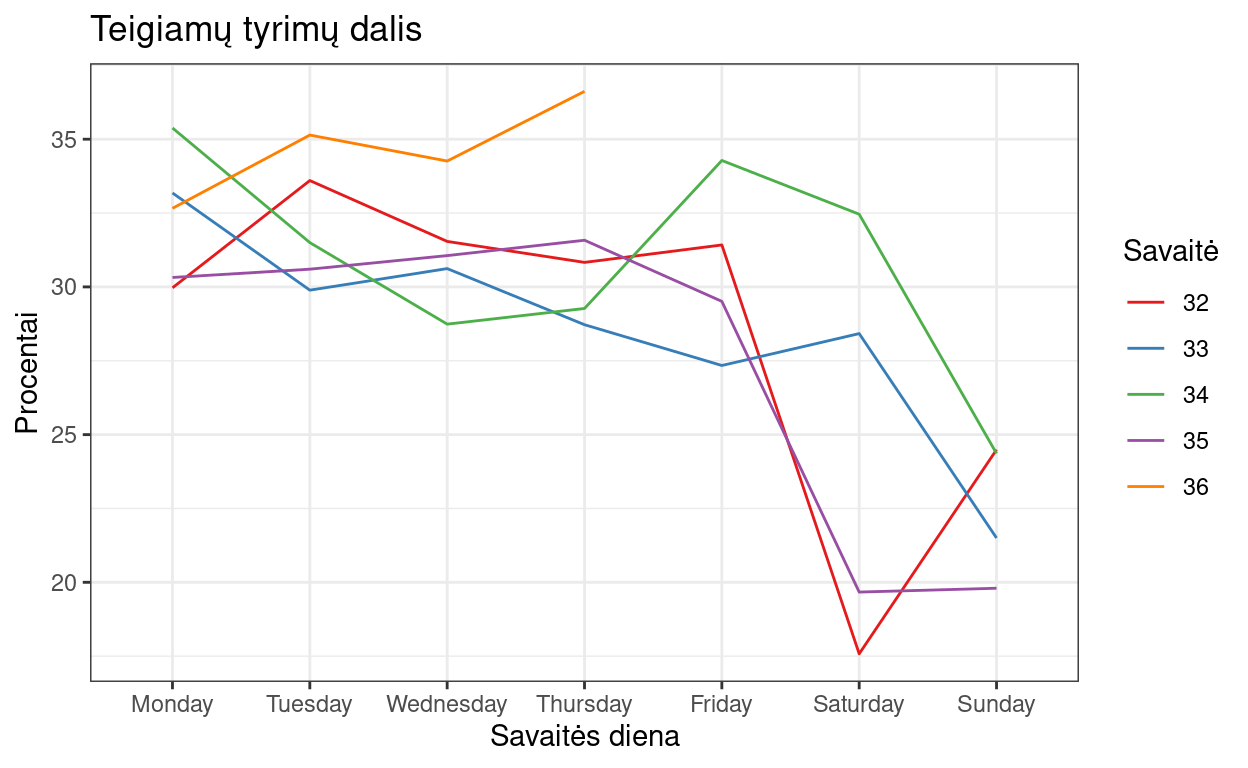 Teigiamų tyrimų dalis
Procentai
35
30
25
20
Monday Tuesday Wednesday Thursday Friday Saturday Sunday
Savaitės diena
Savaitė
32
33
34
35
36